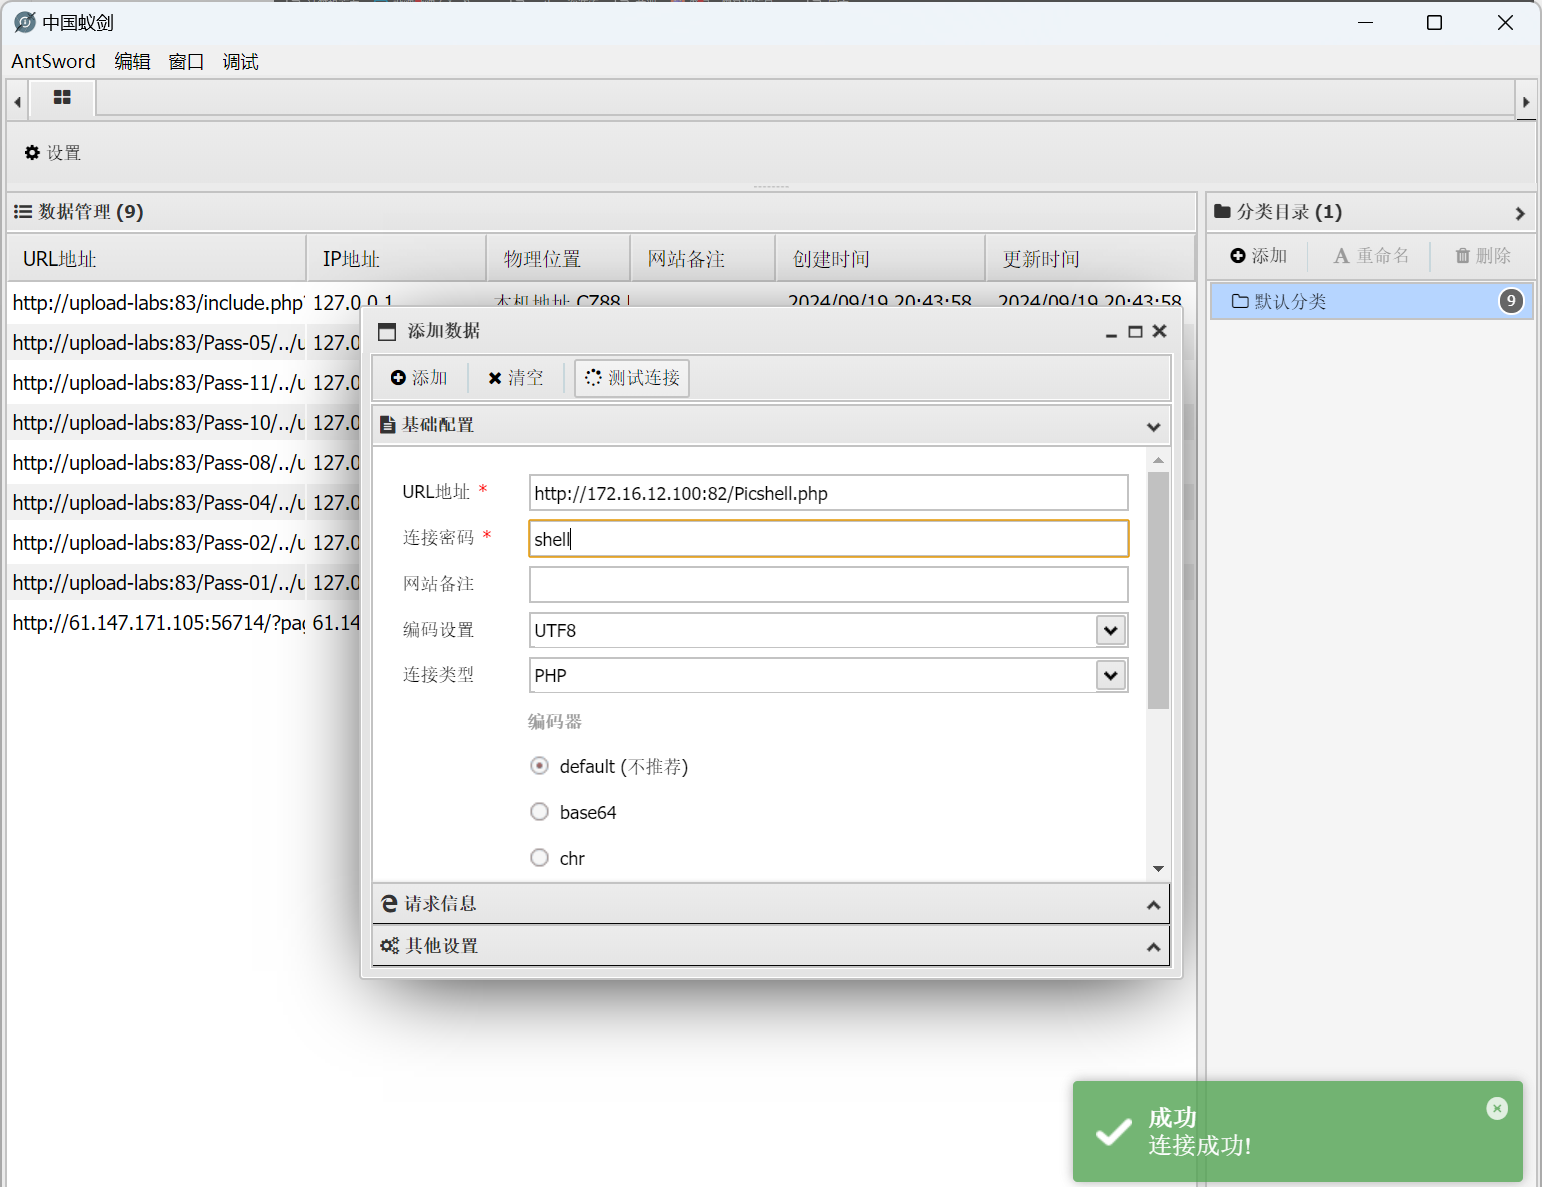 中国蚁剑
AntSword 编辑 窗口 调试
设置
数据管理 (9)
URL地址 IP地址 物理位置 网站备注 创建时间 更新时间
http://upload-labs:83/include.php 127.0.0.1 本机地址 CZ88 2024/09/19 20:43:58 2024/09/19 20:43:58
http://upload-labs:83/Pass-05/../u 127.0
http://upload-labs:83/Pass-11/../u 127.0
http://upload-labs:83/Pass-10/../u 127.0
http://upload-labs:83/Pass-08/../u 127.0
http://upload-labs:83/Pass-04/../u 127.0
http://upload-labs:83/Pass-02/../u 127.0
http://upload-labs:83/Pass-01/../u 127.0
http://61.147.171.105:56714/?pag 61.14
分类目录 (1)
添加 重命名 删除
默认分类 9
添加数据
添加 清空 测试连接
基础配置
URL地址 * http://172.16.12.100:82/Picshell.php
连接密码 * shell
网站备注
编码设置 UTF8
连接类型 PHP
编码器
default (不推荐)
base64
chr
请求信息
其他设置
成功
连接成功!